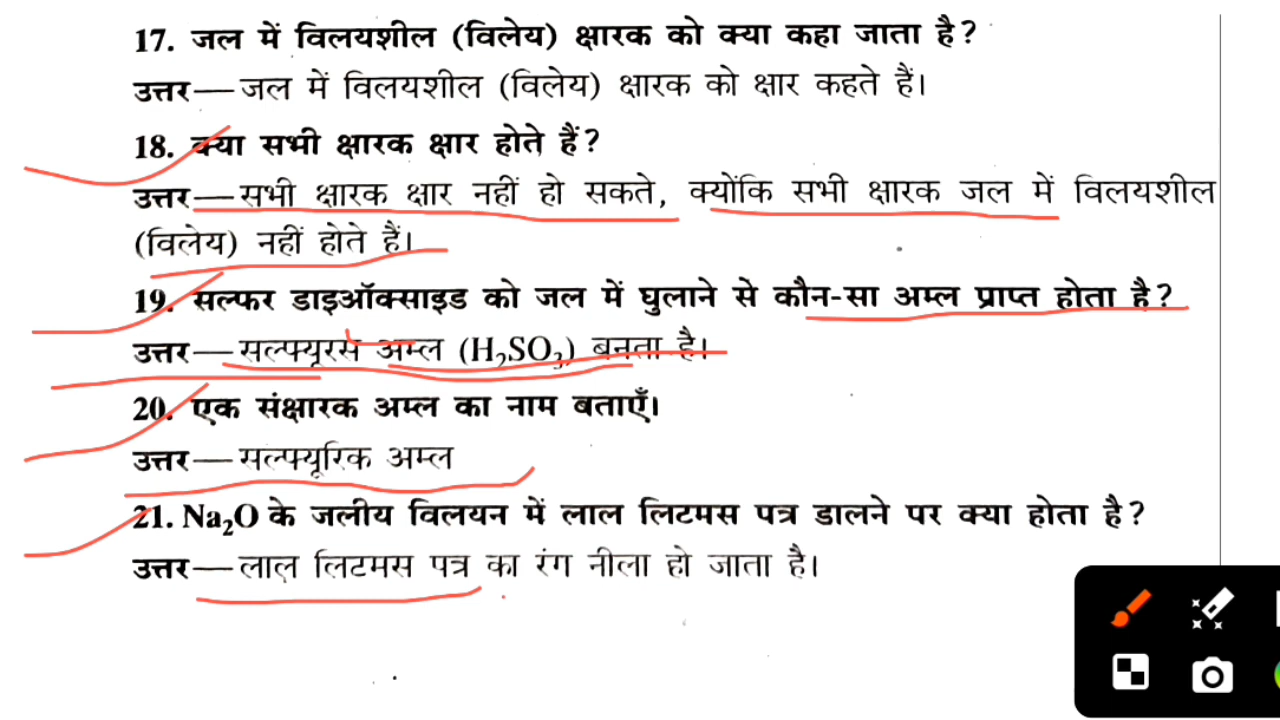 17. जल में विलयशील (विलेय) क्षारक को क्या कहा जाता है?
उत्तर—जल में विलयशील (विलेय) क्षारक को क्षार कहते हैं।
18. क्या सभी क्षारक क्षार होते हैं?
उत्तर—सभी क्षारक क्षार नहीं हो सकते, क्योंकि सभी क्षारक जल में विलयशील
(विलेय) नहीं होते हैं।
19. सल्फर डाइऑक्साइड को जल में घुलाने से कौन-सा अम्ल प्राप्त होता है?
उत्तर—सल्फ्यूरस अम्ल (H₂SO₃) बनता है।
20. एक संक्षारक अम्ल का नाम बताएँ।
उत्तर—सल्फ्यूरिक अम्ल
21. Na₂O के जलीय विलयन में लाल लिटमस पत्र डालने पर क्या होता है?
उत्तर—लाल लिटमस पत्र का रंग नीला हो जाता है।